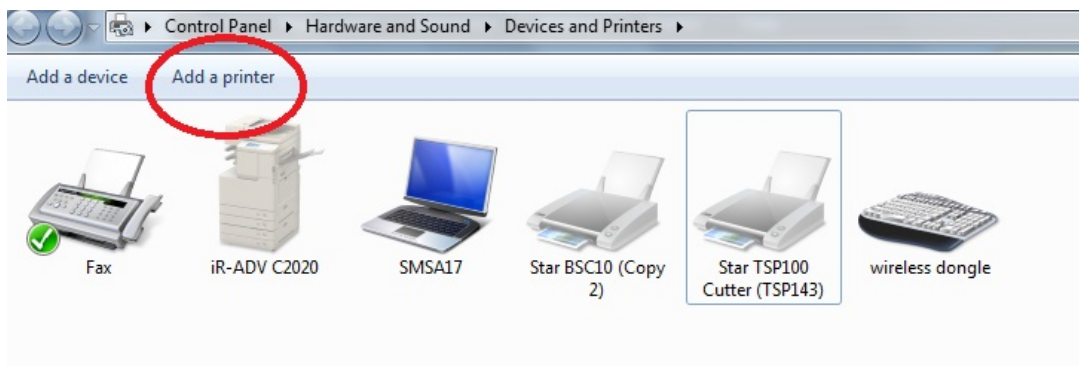 Control Panel ▸ Hardware and Sound ▸ Devices and Printers ▸
Add a device Add a printer
Fax
iR-ADV C2020
SMSA17
Star BSC10 (Copy
2)
Star TSP100
Cutter (TSP143)
wireless dongle